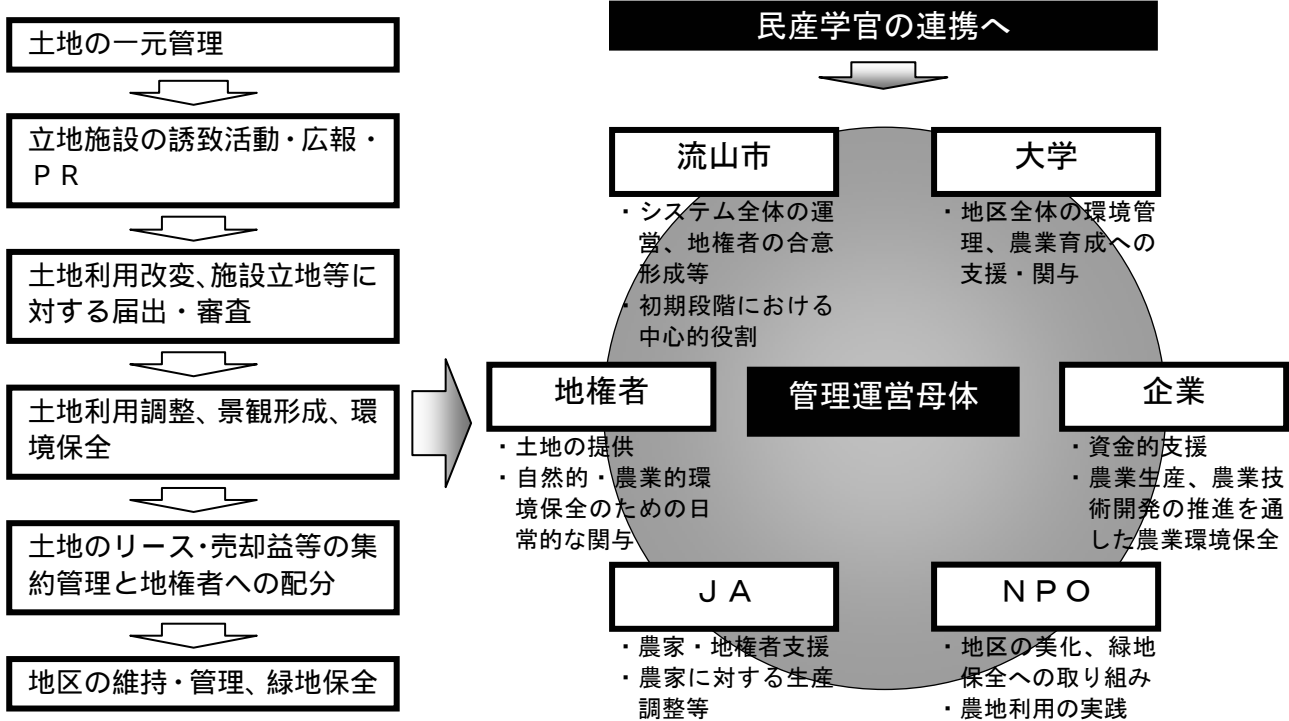 土地の一元管理
立地施設の誘致活動・広報・
ＰＲ
土地利用改変、施設立地等に
対する届出・審査
土地利用調整、景観形成、環
境保全
土地のリース・売却益等の集
約管理と地権者への配分
地区の維持・管理、緑地保全
民産学官の連携へ
流山市
・システム全体の運
営、地権者の合意
形成等
・初期段階における
中心的役割
大学
・地区全体の環境管
理、農業育成への
支援・関与
地権者
・土地の提供
・自然的・農業的環
境保全のための日
常的な関与
管理運営母体
企業
・資金的支援
・農業生産、農業技
術開発の推進を通
した農業環境保全
ＪＡ
・農家・地権者支援
・農家に対する生産
調整等
ＮＰＯ
・地区の美化、緑地
保全への取り組み
・農地利用の実践